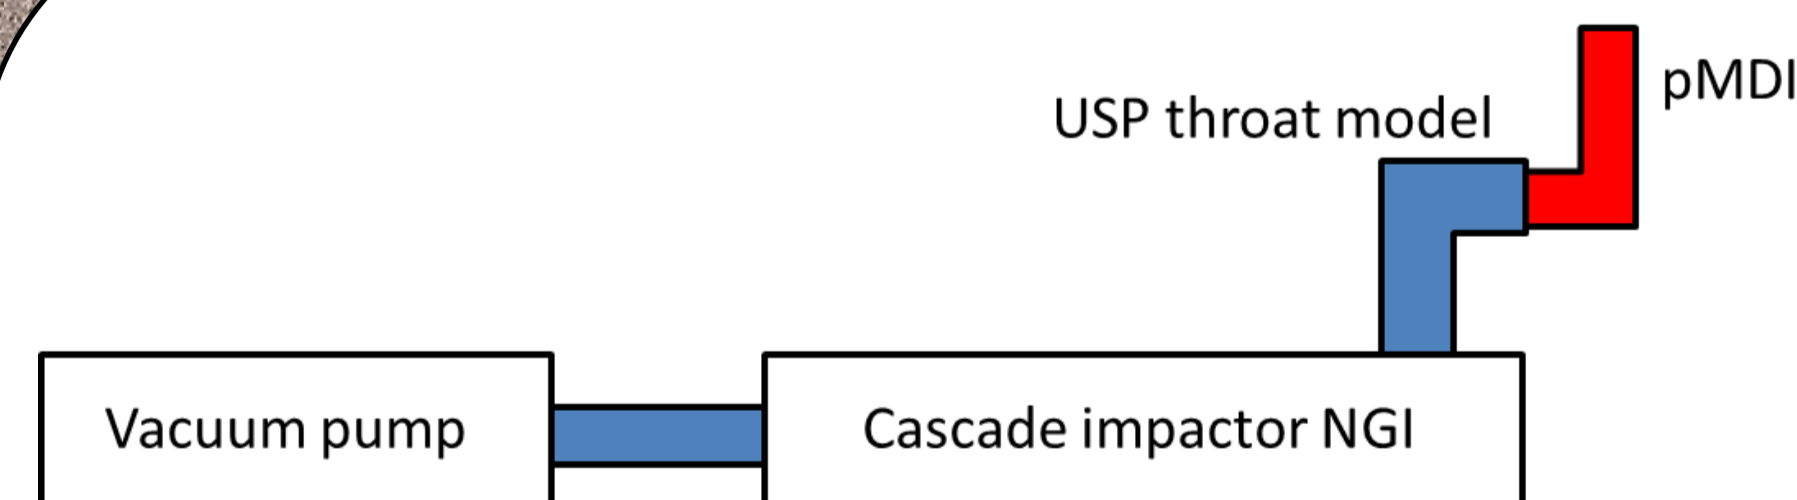 pMDI
USP throat model
Vacuum pump
Cascade impactor NGI